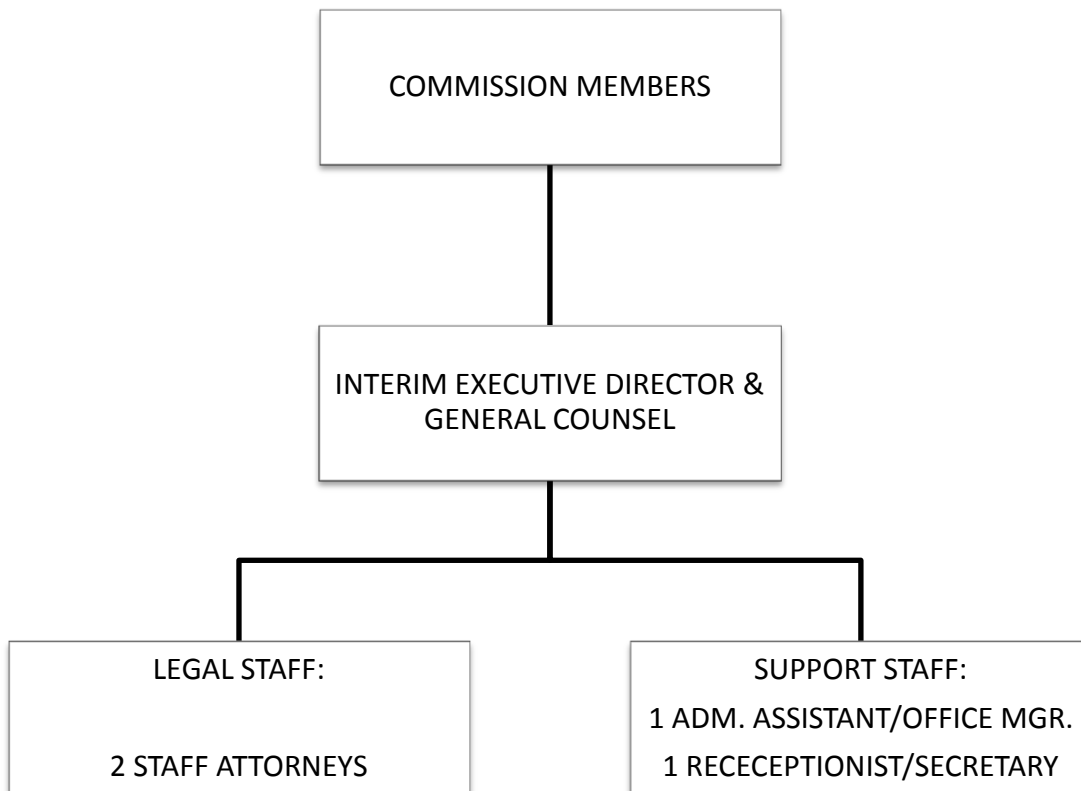 COMMISSION MEMBERS
INTERIM EXECUTIVE DIRECTOR &
GENERAL COUNSEL
LEGAL STAFF:
2 STAFF ATTORNEYS
SUPPORT STAFF:
1 ADM. ASSISTANT/OFFICE MGR.
1 RECECEPTIONIST/SECRETARY